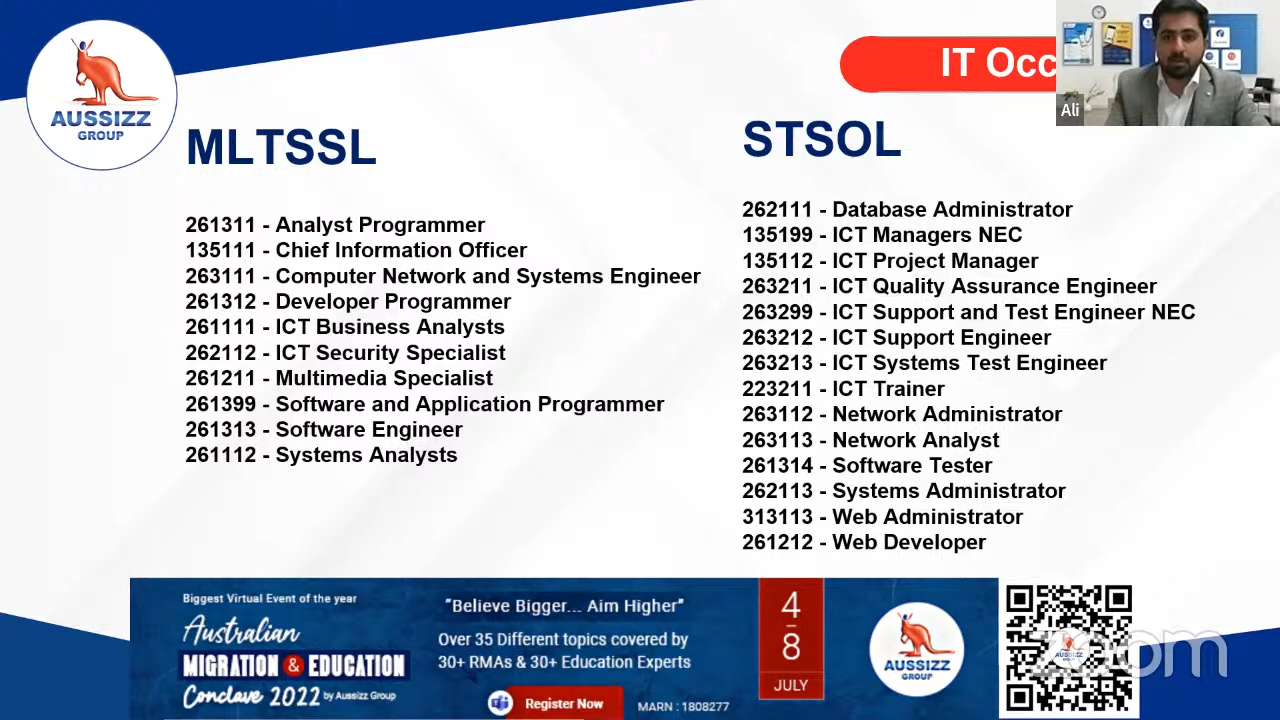 AUSSIZZ
GROUP
IT Occ
Ali
MLTSSL
261311 - Analyst Programmer
135111 - Chief Information Officer
263111 - Computer Network and Systems Engineer
261312 - Developer Programmer
261111 - ICT Business Analysts
262112 - ICT Security Specialist
261211 - Multimedia Specialist
261399 - Software and Application Programmer
261313 - Software Engineer
261112 - Systems Analysts
STSOL
262111 - Database Administrator
135199 - ICT Managers NEC
135112 - ICT Project Manager
263211 - ICT Quality Assurance Engineer
263299 - ICT Support and Test Engineer NEC
263212 - ICT Support Engineer
263213 - ICT Systems Test Engineer
223211 - ICT Trainer
263112 - Network Administrator
263113 - Network Analyst
261314 - Software Tester
262113 - Systems Administrator
313113 - Web Administrator
261212 - Web Developer
Biggest Virtual Event of the year
Australian
MIGRATION & EDUCATION
Conclave 2022 by Aussizz Group
"Believe Bigger... Aim Higher"
Over 35 Different topics covered by
30+ RMAs & 30+ Education Experts
Register Now
MARN : 1808277
4
–
8
JULY
AUSSIZZ
GROUP
zoom